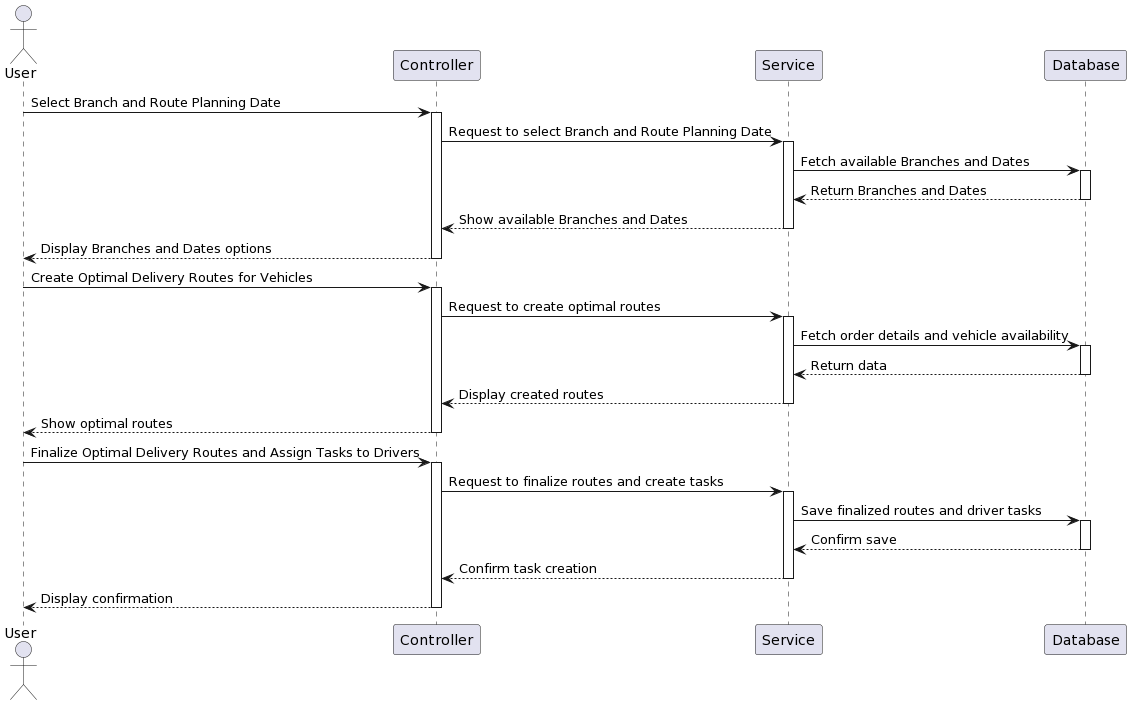 User
Controller
Service
Database
Select Branch and Route Planning Date
Request to select Branch and Route Planning Date
Fetch available Branches and Dates
Return Branches and Dates
Show available Branches and Dates
Display Branches and Dates options
Create Optimal Delivery Routes for Vehicles
Request to create optimal routes
Fetch order details and vehicle availability
Return data
Display created routes
Show optimal routes
Finalize Optimal Delivery Routes and Assign Tasks to Drivers
Request to finalize routes and create tasks
Save finalized routes and driver tasks
Confirm save
Confirm task creation
Display confirmation
User
Controller
Service
Database